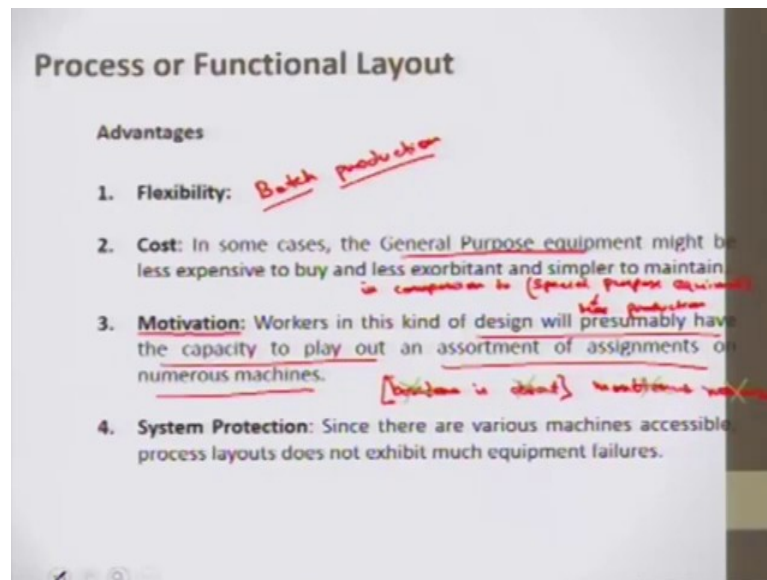 Process or Functional Layout
Advantages
1. Flexibility: Batch production
2. Cost: In some cases, the General Purpose equipment might be
less expensive to buy and less exorbitant and simpler to maintain.
in comparison to (special purpose equipment)
production
3. Motivation: Workers in this kind of design will presumably have
the capacity to play out an assortment of assignments on
numerous machines.
is
4. System Protection: Since there are various machines accessible,
process layouts does not exhibit much equipment failures.